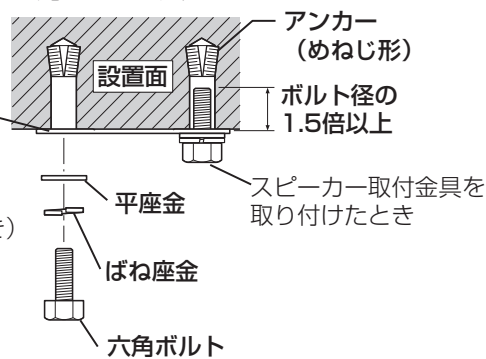 アンカー
（めねじ形）
設置面
ボルト径の
1.5倍以上
スピーカー取付金具を
取り付けたとき
平座金
）
ばね座金
六角ボルト